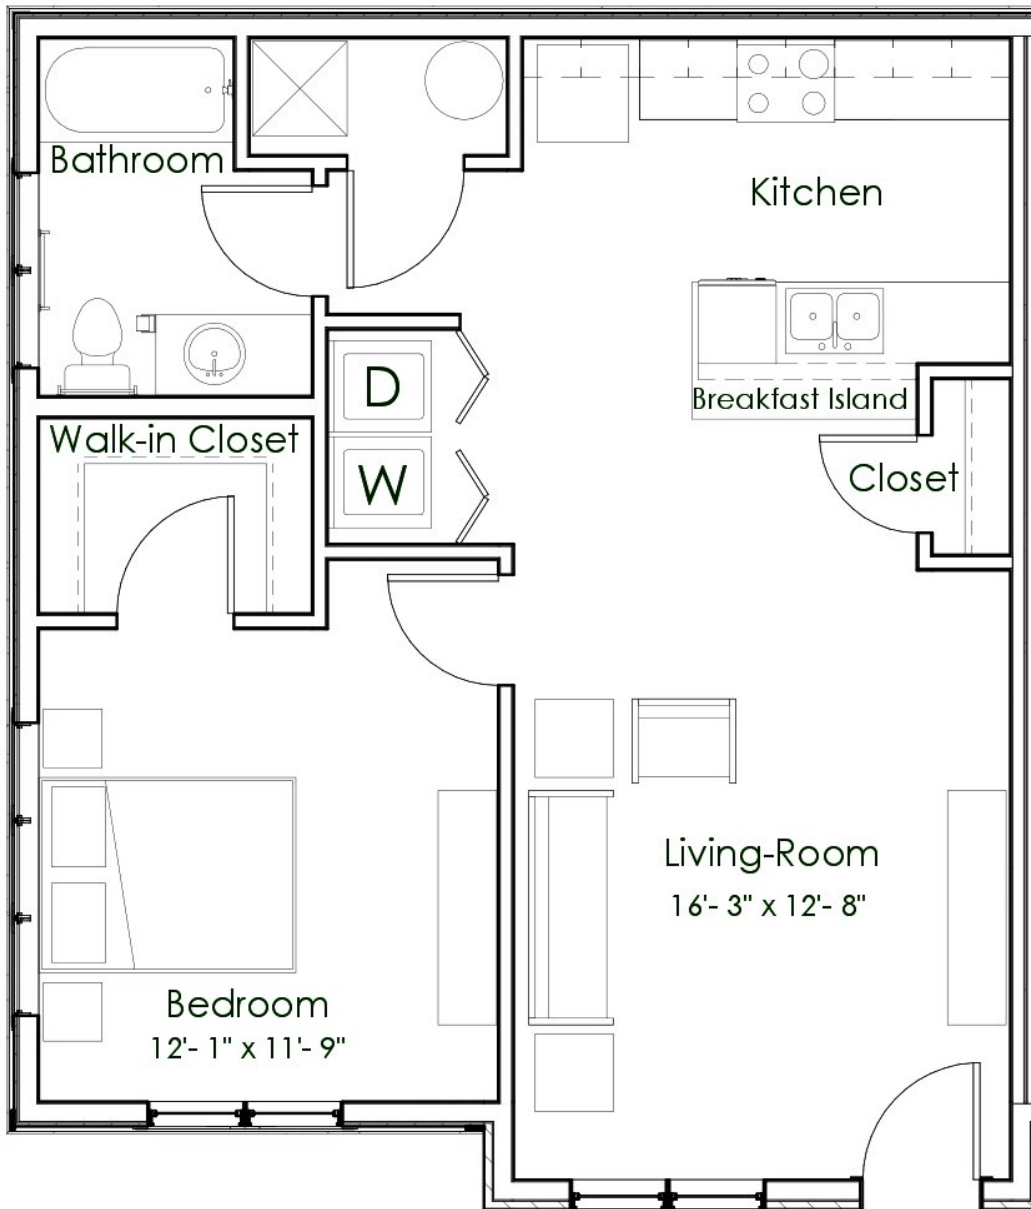 Bathroom
Kitchen
D
Breakfast Island
Walk-in Closet
W
Closet
Living-Room
16'- 3" x 12'- 8"
Bedroom
12'- 1" x 11'- 9"